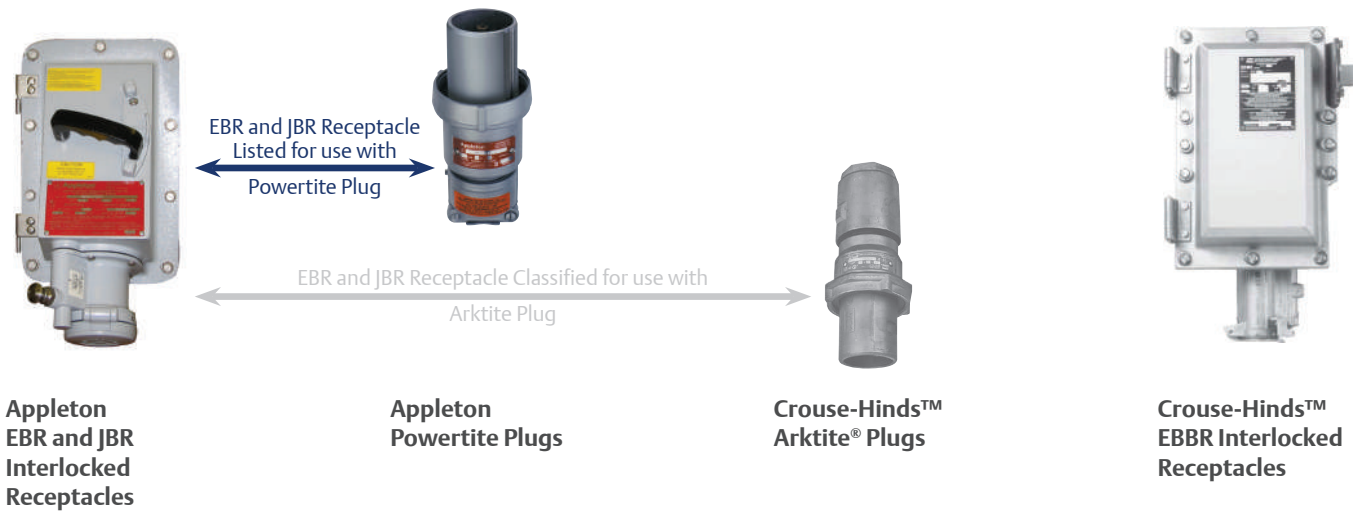 EBR and JBR Receptacle
Listed for use with
Powertite Plug
EBR and JBR Receptacle Classified for use with
Arktite Plug
Appleton
EBR and JBR
Interlocked
Receptacles
Appleton
Powertite Plugs
Crouse-Hinds™
Arktite® Plugs
Crouse-Hinds™
EBBR Interlocked
Receptacles